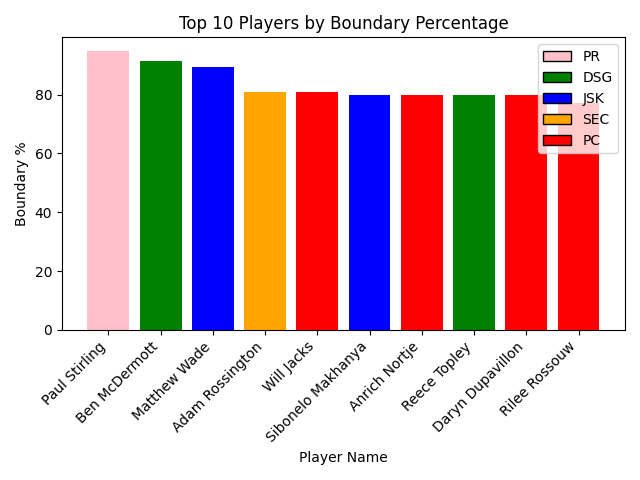 Top 10 Players by Boundary Percentage
PR
DSG
JSK
SEC
PC
Boundary %
80
60
40
20
0
Paul Stirling
Ben McDermott
Matthew Wade
Adam Rossington
Will Jacks
Sibonelo Makhanya
Anrich Nortje
Reece Topley
Daryn Dupavillon
Rilee Rossouw
Player Name